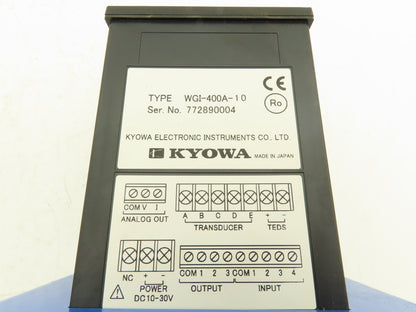 TYPE WGI-400A-10
Ser. No. 772890004
CE
Ro
KYOWA ELECTRONIC INSTRUMENTS CO., LTD.
KYOWA MADE IN JAPAN
COM V I
ANALOG OUT
A B C D E + -
TRANSDUCER TEDS
NC + -
POWER
DC10-30V
COM 1 2 3 COM 1 2 3 4
OUTPUT INPUT